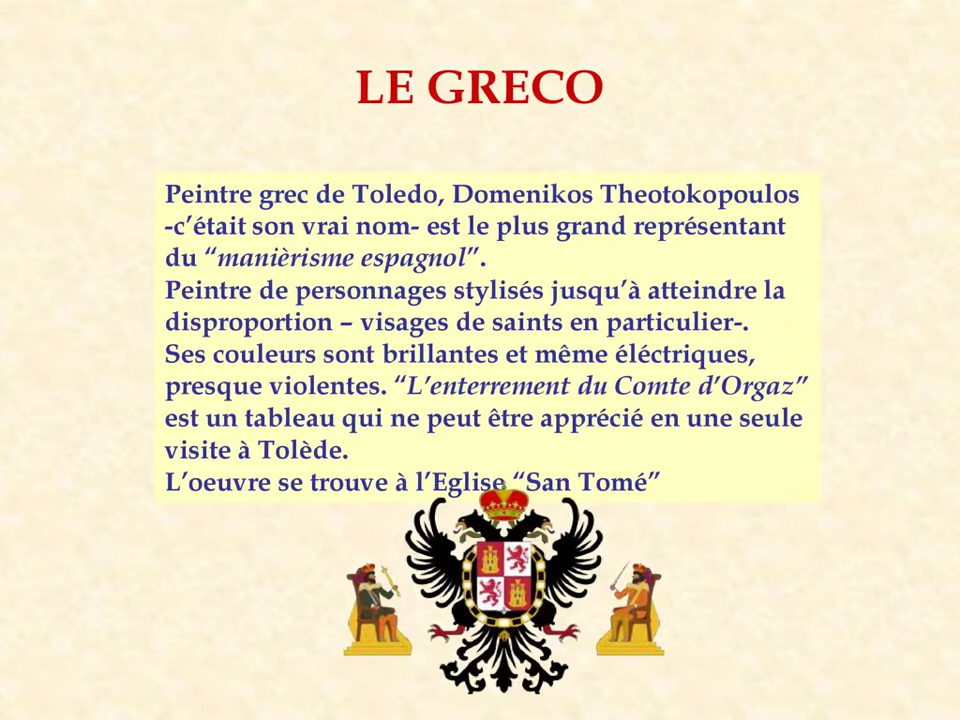 LE GRECO
Peintre grec de Toledo, Domenikos Theotokopoulos
-c’était son vrai nom- est le plus grand représentant
du “manièrisme espagnol”.
Peintre de personnages stylisés jusqu’à atteindre la
disproportion – visages de saints en particulier-.
Ses couleurs sont brillantes et même éléctriques,
presque violentes. “L’enterrement du Comte d’Orgaz”
est un tableau qui ne peut être apprécié en une seule
visite à Tolède.
L’oeuvre se trouve à l’Eglise “San Tomé”